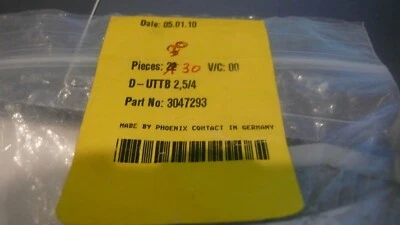 Date: 05.01.10
Pieces: 30 V/C: 00
D-UTTB 2,5/4
Part No: 3047293
MADE BY PHOENIX CONTACT IN GERMANY